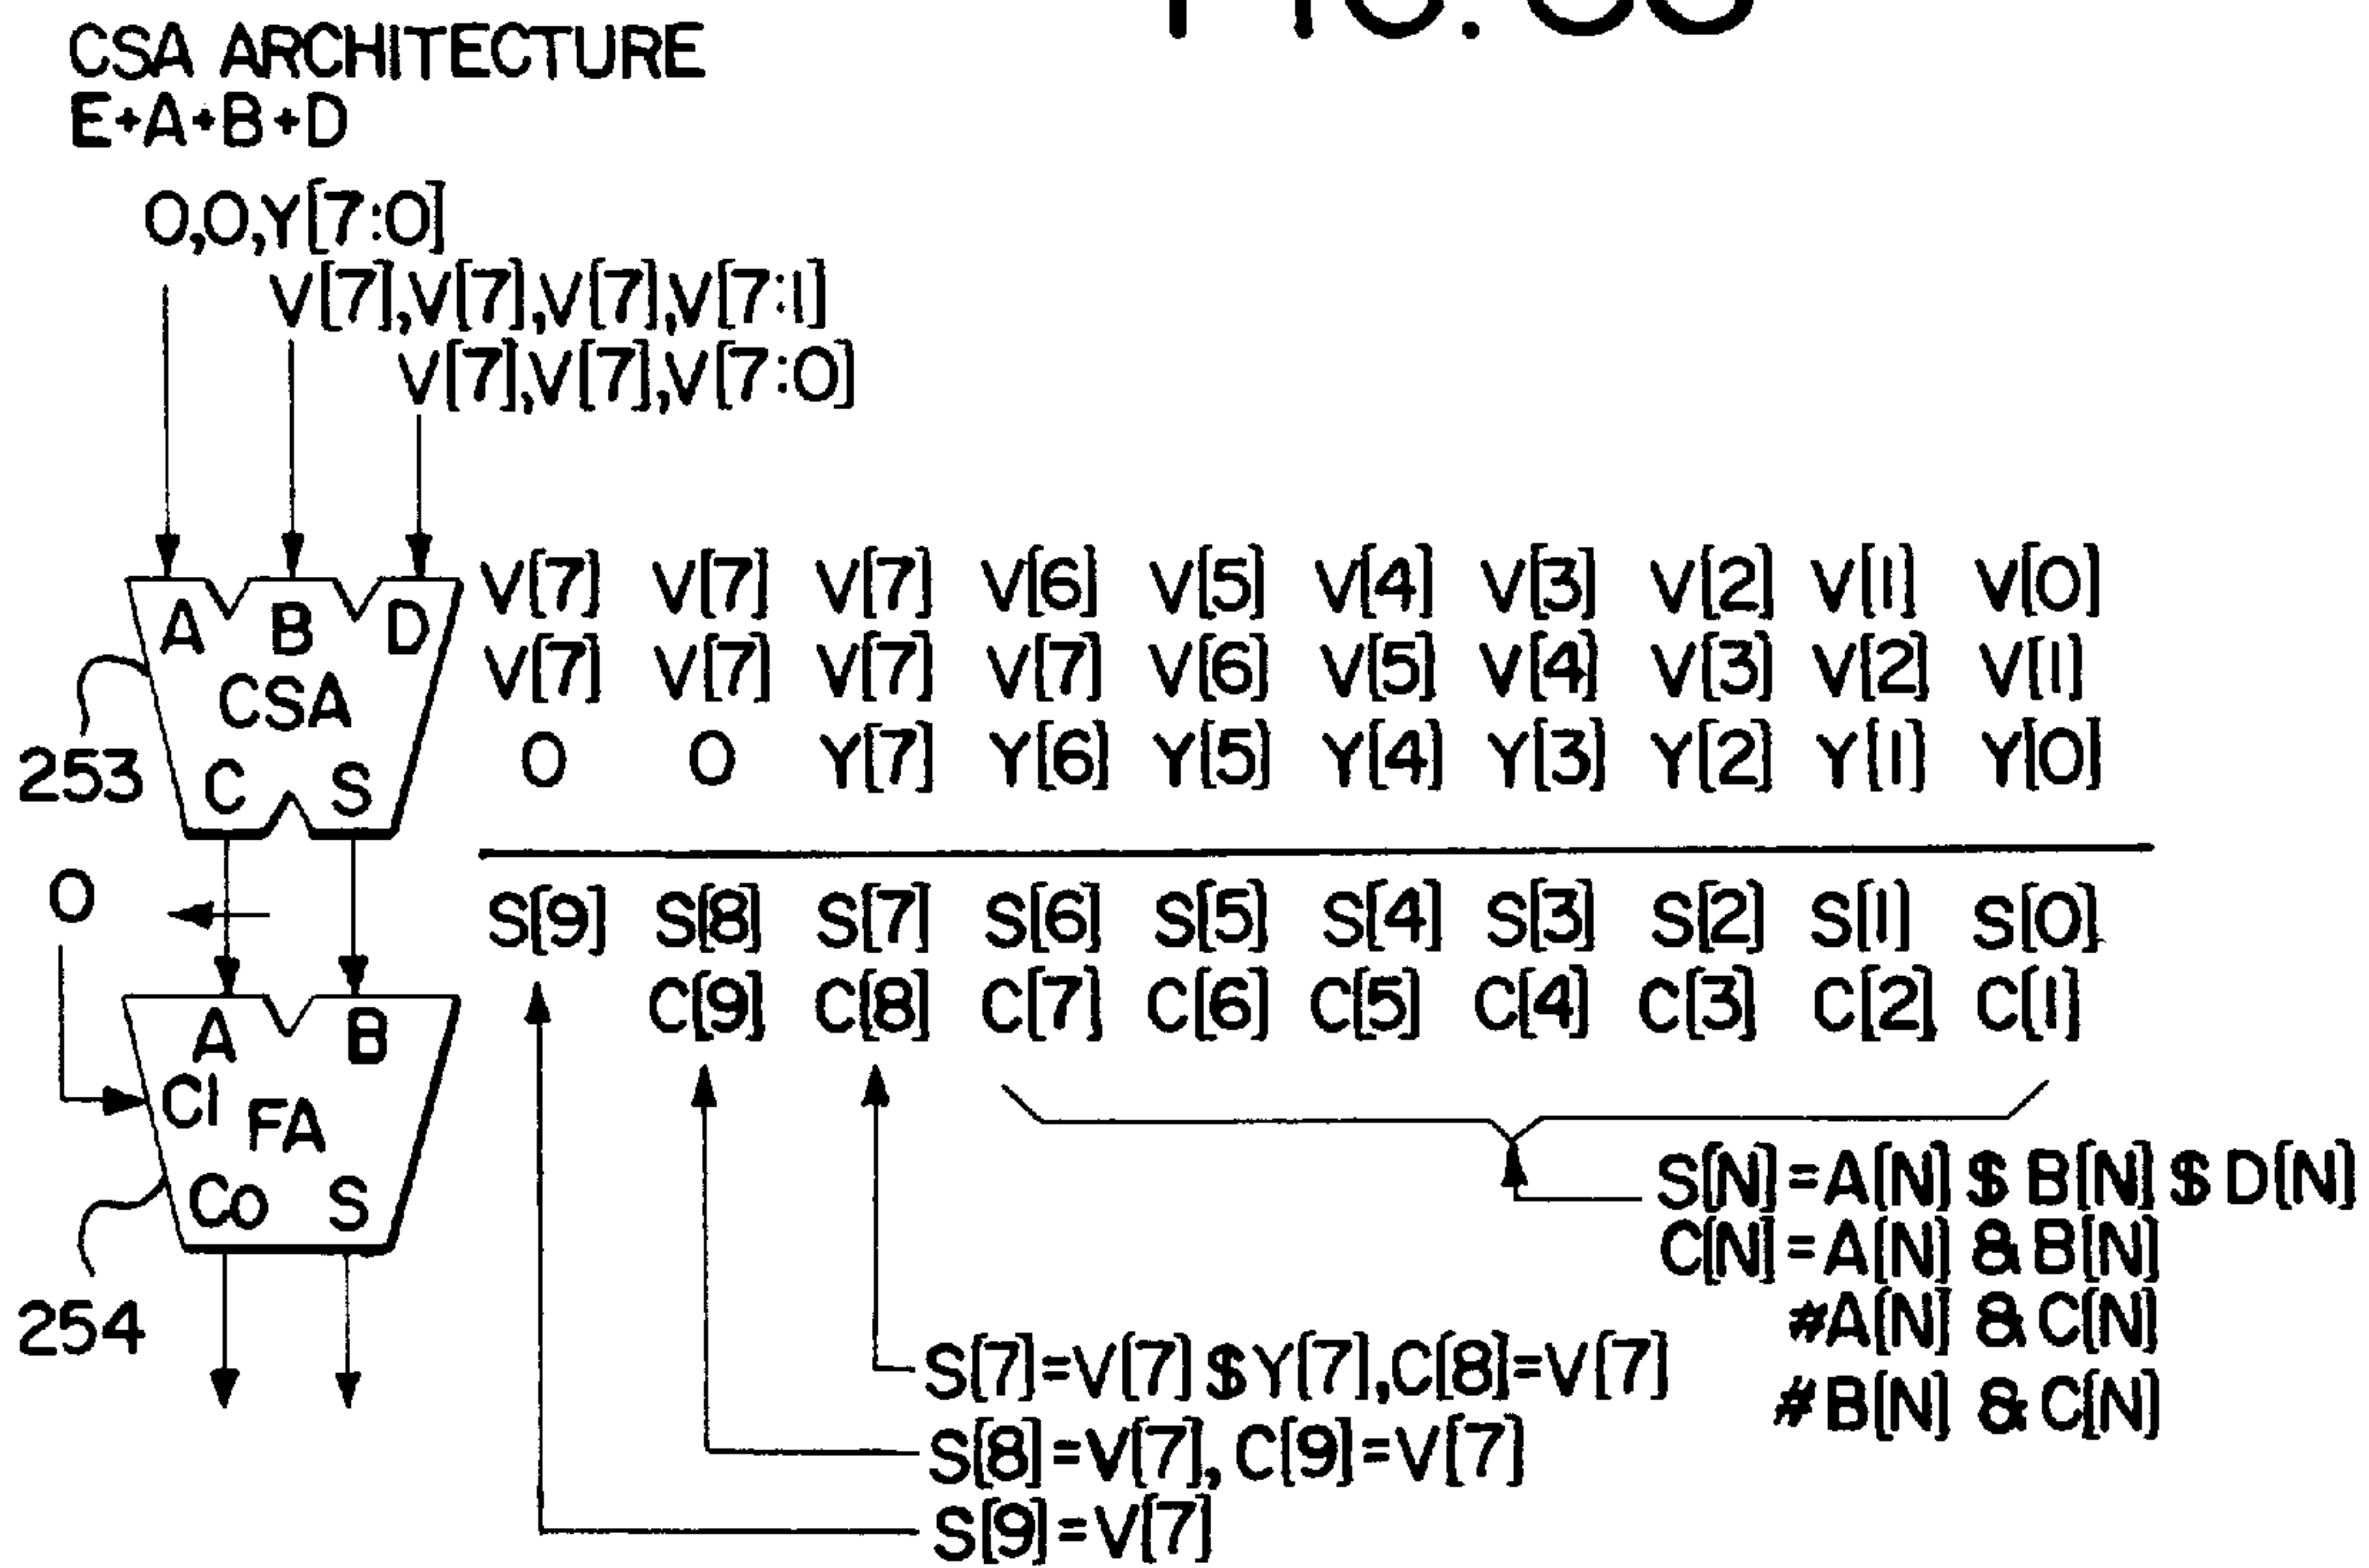 CSA ARCHITECTURE
E+A+B+D
0,0,Y[7:0]
V[7],V[7],V[7],V[7:1]
V[7],V[7],V[7:0]
A B D
CSA
C S
253
V[7] V[7] V[7] V[6] V[5] V[4] V[3] V[2] V[1] V[0]
V[7] V[7] V[7] V[7] V[6] V[5] V[4] V[3] V[2] V[1]
0 0 Y[7] Y[6] Y[5] Y[4] Y[3] Y[2] Y[1] Y[0]
0
S[9] S[8] S[7] S[6] S[5] S[4] S[3] S[2] S[1] S[0]
C[9] C[8] C[7] C[6] C[5] C[4] C[3] C[2] C[1]
A B
CI FA
Co S
254
S[N]=A[N] $ B[N] $ D[N]
C[N]=A[N] & B[N]
#A[N] & C[N]
#B[N] & C[N]
S[7]=V[7] $Y[7],C[8]=V[7]
S[8]=V[7], C[9]=V[7]
S[9]=V[7]